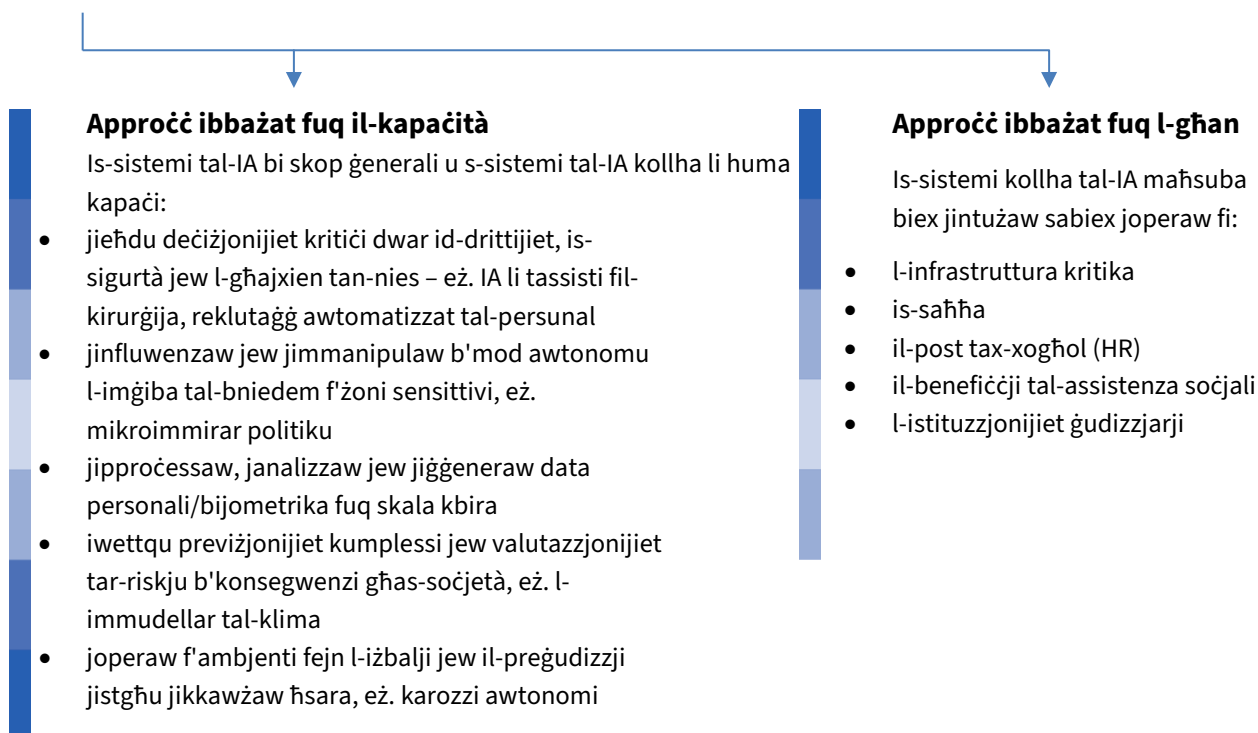 Approċċ ibbażat fuq il-kapaċità
Is-sistemi tal-IA bi skop ġenerali u s-sistemi tal-IA kollha li huma
kapaċi:
• jieħdu deċiżjonijiet kritiċi dwar id-drittijiet, is-
sigurtà jew l-għajxien tan-nies – eż. IA li tassisti fil-
kirurġija, reklutaġġ awtomatizzat tal-persunal
• jinfluwenzaw jew jimmanipulaw b'mod awtonomu
l-imġiba tal-bniedem f'żoni sensittivi, eż.
mikroimmirar politiku
• jipproċessaw, janalizzaw jew jiġġeneraw data
personali/bijometrika fuq skala kbira
• iwettqu previżjonijiet kumplessi jew valutazzjonijiet
tar-riskju b'konsegwenzi għas-soċjetà, eż. l-
immudellar tal-klima
• joperaw f'ambjenti fejn l-iżbalji jew il-preġudizzji
jistgħu jikkawżaw ħsara, eż. karozzi awtonomi
Approċċ ibbażat fuq l-għan
Is-sistemi kollha tal-IA maħsuba
biex jintużaw sabiex joperaw fi:
• l-infrastruttura kritika
• is-saħħa
• il-post tax-xogħol (HR)
• il-benefiċċji tal-assistenza soċjali
• l-istituzzjonijiet ġudizzjarji